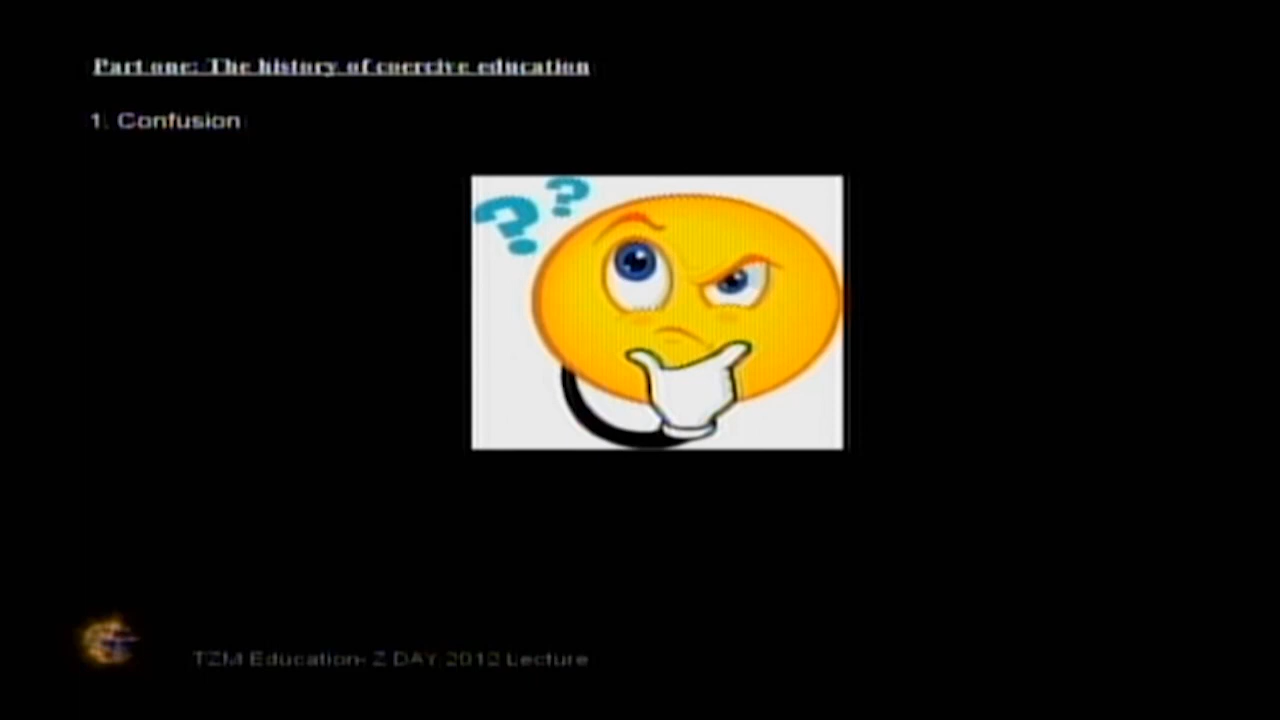 Part one: The history of coercive education
1. Confusion
? ?
TZM Education- Z DAY 2012 Lecture